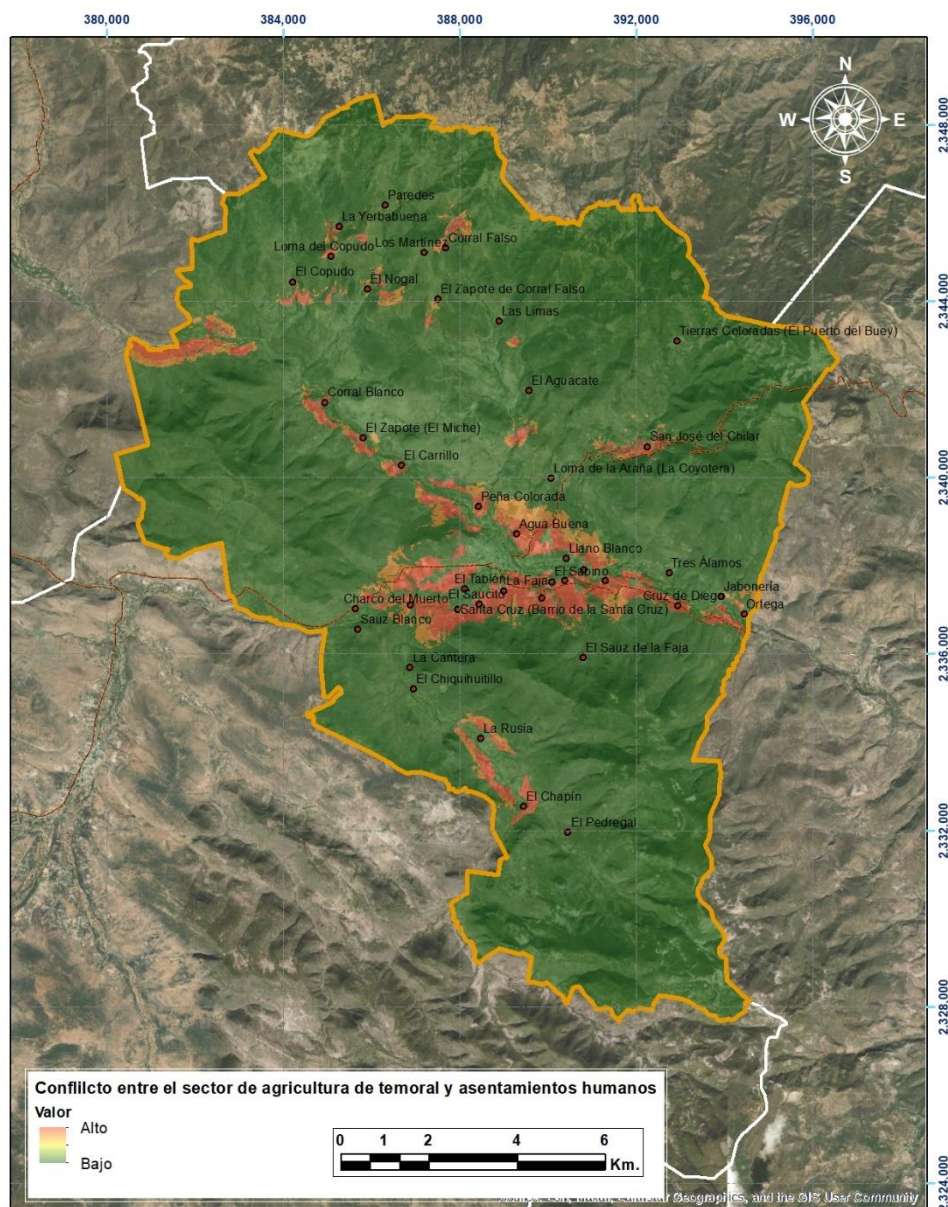 380,000
384,000
388,000
392,000
396,000
N
W
E
S
2.348.000
2.344.000
2.340.000
2.336.000
2.332.000
2.328.000
2.324.000
Paredes
La Yerbabuena
Loma del Copudo
Los Martínez
Corral Falso
El Copudo
El Nogal
El Zapote de Corral Falso
Las Limas
Tierras Coloradas (El Puerto del Buey)
El Aguacate
Corral Blanco
El Zapote (El Miche)
San José del Chilar
El Carrillo
Loma de la Araña (La Coyotera)
Peña Colorada
Agua Buena
Llano Blanco
Tres Álamos
El Tablón
La Faja
El Sabino
Jabonería
Charco del Muerto
El Saucito
Cruz de Diego
Ortega
Santa Cruz (Barrio de la Santa Cruz)
Sauz Blanco
El Sauz de la Faja
La Cantera
El Chiquihuitillo
La Rusia
El Chapín
El Pedregal
Conflilcto entre el sector de agricultura de temoral y asentamientos humanos
Valor
Alto
Bajo
0 1 2 4 6
Km.
Geographics, and the GIS User Community